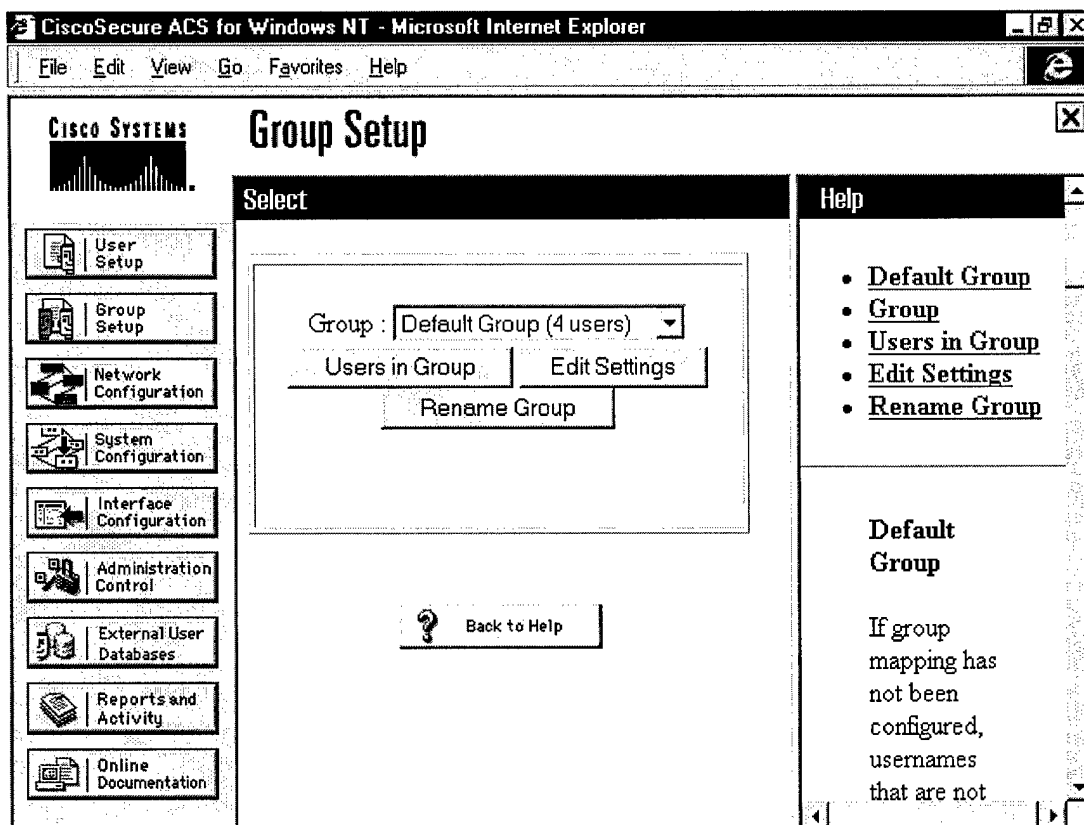 CiscoSecure ACS for Windows NT - Microsoft Internet Explorer
File Edit View Go Favorites Help
CISCO SYSTEMS
Group Setup
User
Setup
Group
Setup
Network
Configuration
System
Configuration
Interface
Configuration
Administration
Control
External User
Databases
Reports and
Activity
Online
Documentation
Select
Group : Default Group (4 users)
Users in Group
Edit Settings
Rename Group
? Back to Help
Help
• Default Group
• Group
• Users in Group
• Edit Settings
• Rename Group
Default
Group
If group
mapping has
not been
configured,
usernames
that are not